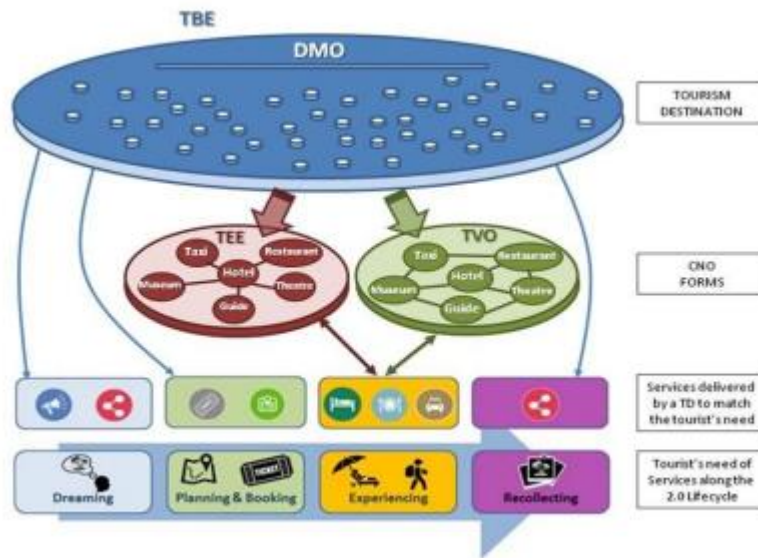 TBE
DMO
TOURISM
DESTINATION
TEE
TVO
Taxi
Restaurant
Hotel
Museum
Theatre
Guide
Taxi
Restaurant
Hotel
Museum
Theatre
Guide
CNO
FORMS
Services delivered
by a TD to match
the tourist's need
TICKET
Dreaming
Planning & Booking
Experiencing
Recollecting
Tourist's need of
Services along the
2.0 Lifecycle